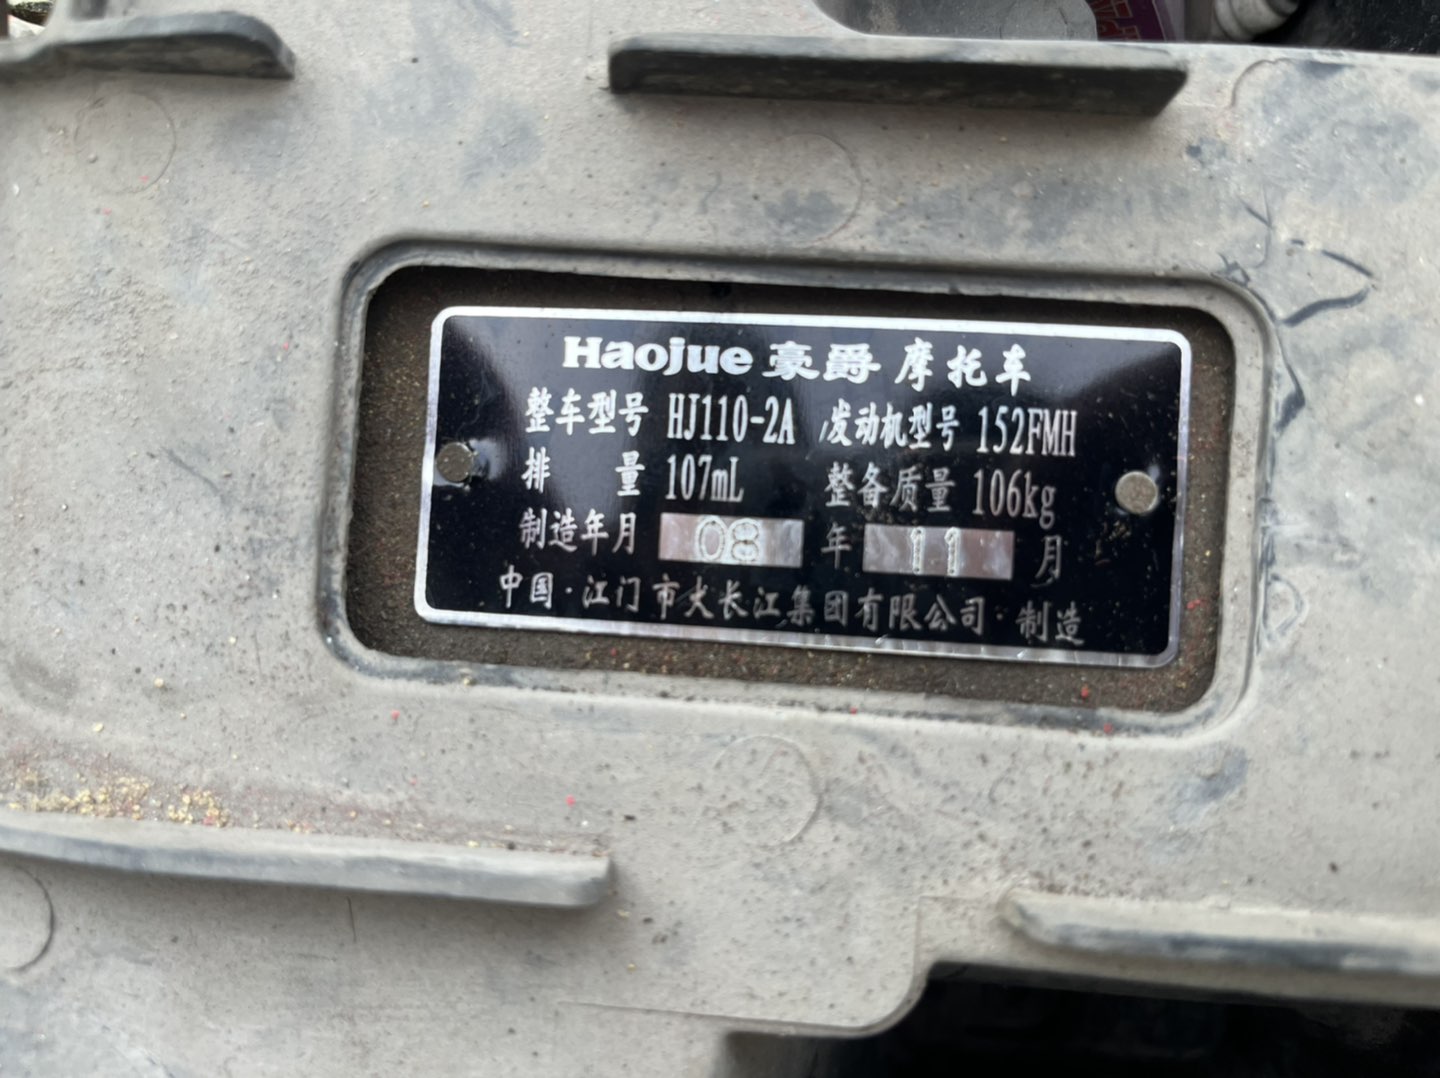 Haojue 豪爵 摩托车
整车型号 HJ110-2A 发动机型号 152FMH
排 量 107mL 整备质量 106kg
制造年月 08 年 11 月
中国·江门市大长江集团有限公司·制造